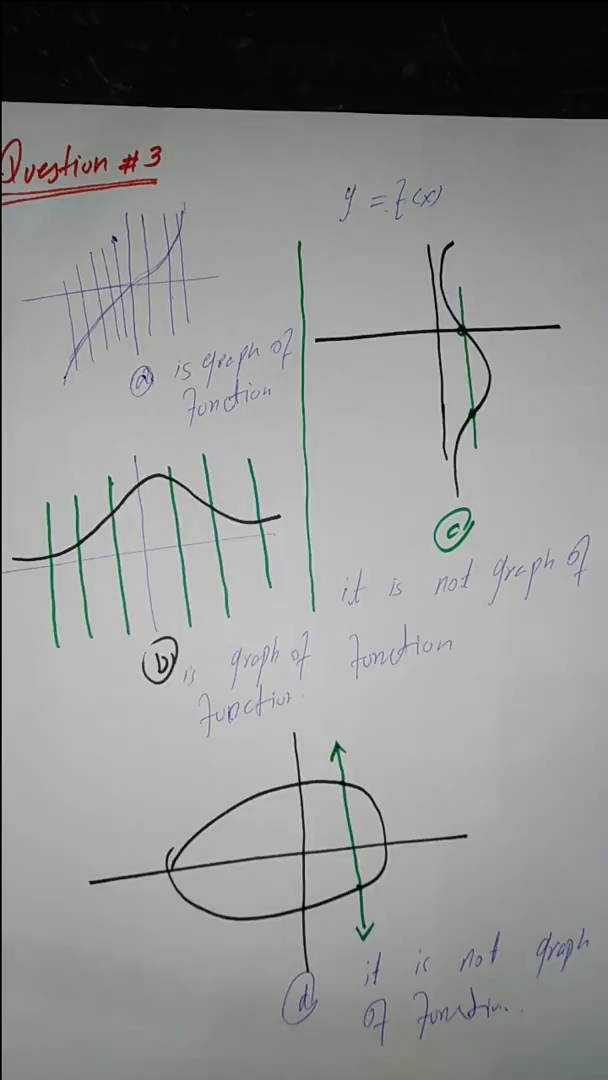 Question #3
y = f(x)
ⓐ is graph of
function
ⓒ
it is not graph of
function
ⓑ is graph of
function.
ⓓ it is not graph
of function.